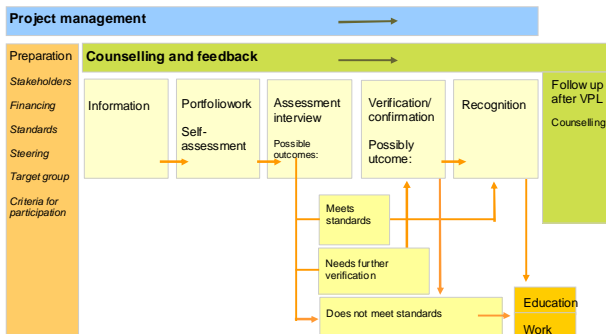 Project management
Preparation
Stakeholders
Financing
Standards
Steering
Target group
Criteria for
participation
Counselling and feedback
Information
Portfoliowork
Self-
assessment
Assessment
interview
Possible
outcomes:
Verification/
confirmation
Possibly
outcome:
Recognition
Follow up
after VPL
Counselling
Meets
standards
Needs further
verification
Does not meet standards
Education
Work